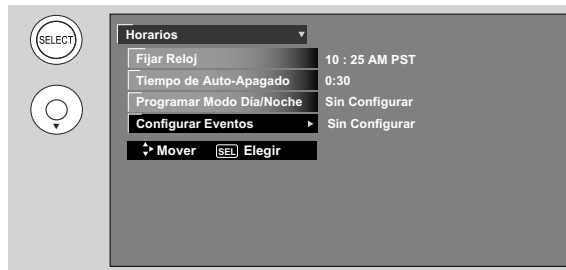 SELECT
Horarios
Fijar Reloj 10 : 25 AM PST
Tiempo de Auto-Apagado 0:30
Programar Modo Día/Noche Sin Configurar
Configurar Eventos Sin Configurar
Mover SEL Elegir